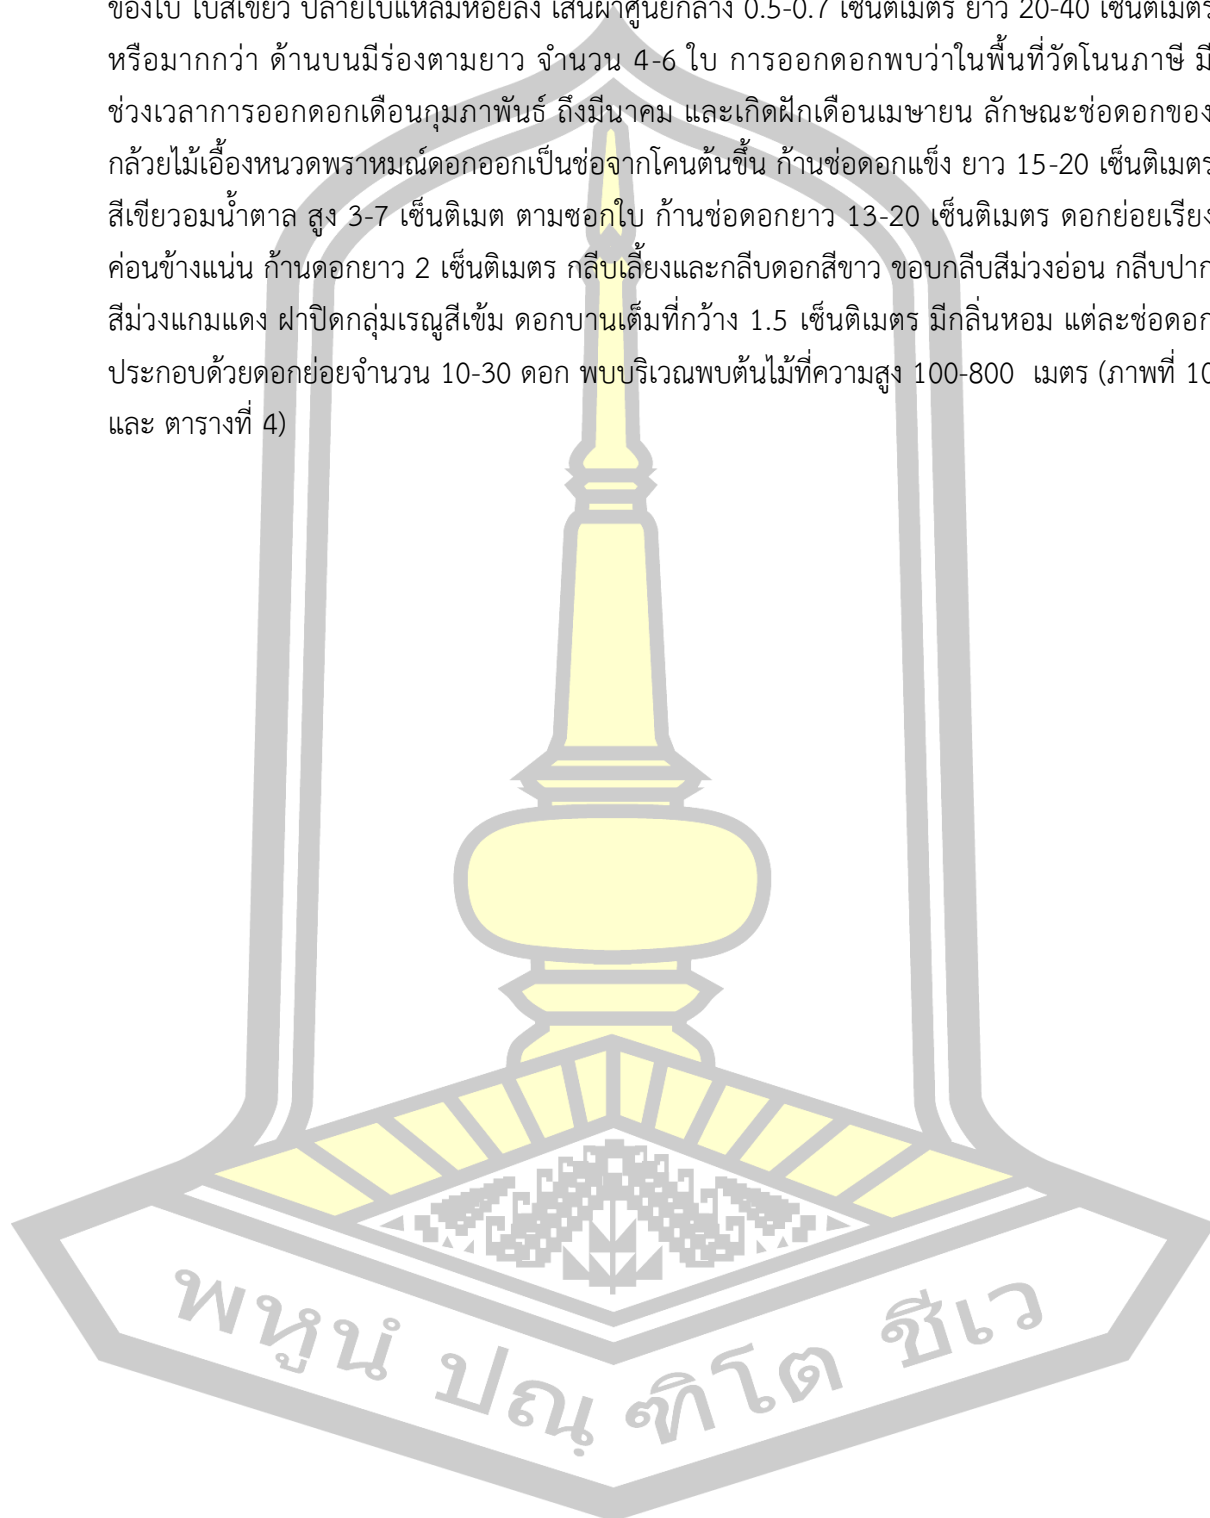 ของใบ ใบสีเขียว ปลายใบแหลมห้อยลง เส้นผ่าศูนย์กลาง 0.5-0.7 เซ็นติเมตร ยาว 20-40 เซ็นติเมตร
หรือมากกว่า ด้านบนมีร่องตามยาว จำนวน 4-6 ใบ การออกดอกพบว่าในพื้นที่วัดโนนภาษี มี
ช่วงเวลาการออกดอกเดือนกุมภาพันธ์ ถึงมีนาคม และเกิดฝักเดือนเมษายน ลักษณะช่อดอกของ
กล้วยไม้เอื้องหนวดพราหมณ์ดอกออกเป็นช่อจากโคนต้นขึ้น ก้านช่อดอกแข็ง ยาว 15-20 เซ็นติเมตร
สีเขียวอมน้ำตาล สูง 3-7 เซ็นติเมต ตามซอกใบ ก้านช่อดอกยาว 13-20 เซ็นติเมตร ดอกย่อยเรียง
ค่อนข้างแน่น ก้านดอกยาว 2 เซ็นติเมตร กลีบเลี้ยงและกลีบดอกสีขาว ขอบกลีบสีม่วงอ่อน กลีบปาก
สีม่วงแกมแดง ฝาปิดกลุ่มเรณูสีเข้ม ดอกบานเต็มที่กว้าง 1.5 เซ็นติเมตร มีกลิ่นหอม แต่ละช่อดอก
ประกอบด้วยดอกย่อยจำนวน 10-30 ดอก พบบริเวณพบต้นไม้ที่ความสูง 100-800 เมตร (ภาพที่ 10
และ ตารางที่ 4)
พหูนํ ปณฺฑิโต ชีเว